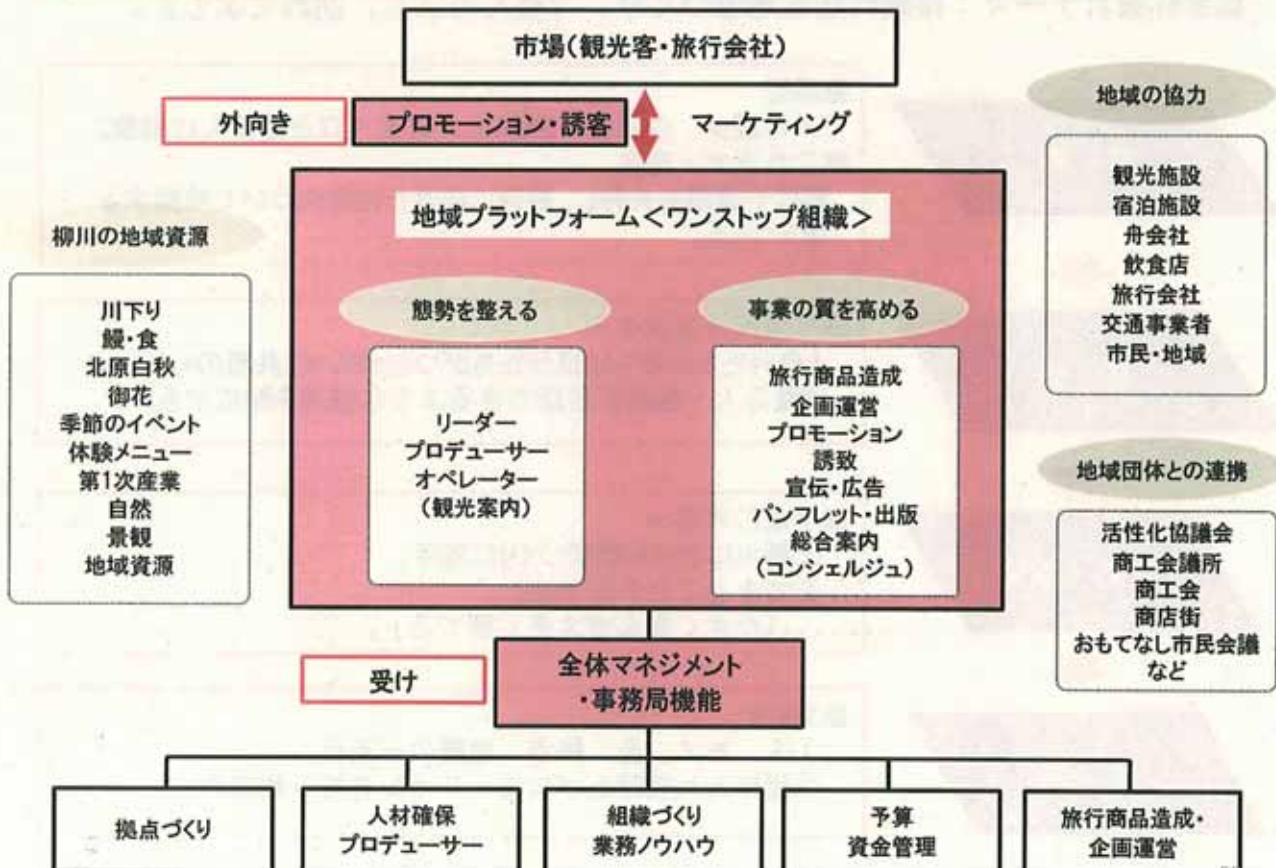 市場(観光客・旅行会社)
外向き
プロモーション・誘客
マーケティング
地域プラットフォーム<ワンストップ組織>
柳川の地域資源
川下り
鰻・食
北原白秋
御花
季節のイベント
体験メニュー
第1次産業
自然
景観
地域資源
態勢を整える
リーダー
プロデューサー
オペレーター
(観光案内)
事業の質を高める
旅行商品造成
企画運営
プロモーション
誘致
宣伝・広告
パンフレット・出版
総合案内
(コンシェルジュ)
地域の協力
観光施設
宿泊施設
舟会社
飲食店
旅行会社
交通事業者
市民・地域
地域団体との連携
活性化協議会
商工会議所
商工会
商店街
おもてなし市民会議
など
受け
全体マネジメント
・事務局機能
拠点づくり
人材確保
プロデューサー
組織づくり
業務ノウハウ
予算
資金管理
旅行商品造成・
企画運営